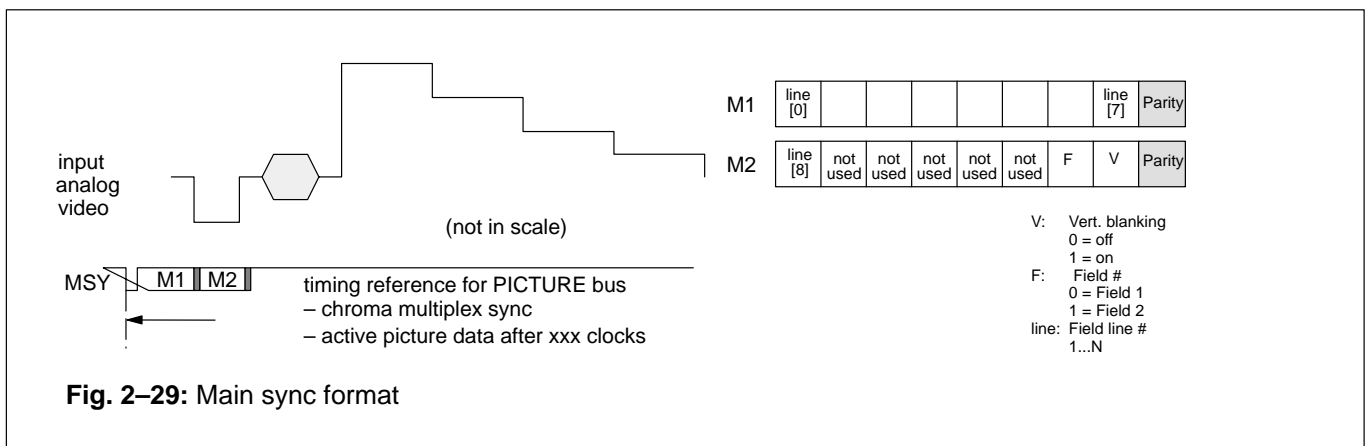 input
analog
video
(not in scale)
MSY
M1
M2
timing reference for PICTURE bus
– chroma multiplex sync
– active picture data after xxx clocks
M1
line
[0]
line
[7]
Parity
M2
line
[8]
not
used
not
used
not
used
not
used
not
used
F
V
Parity
V: Vert. blanking
0 = off
1 = on
F: Field #
0 = Field 1
1 = Field 2
line: Field line #
1...N
Fig. 2–29: Main sync format